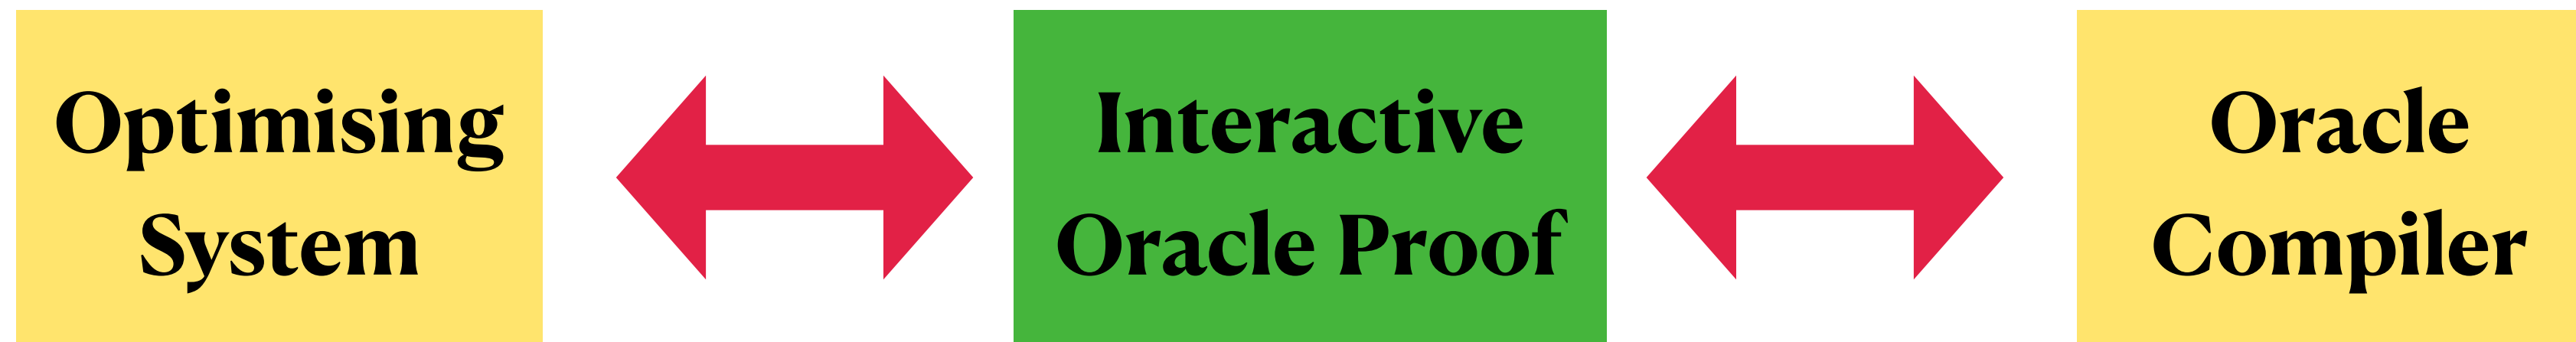 Optimising
System
Interactive
Oracle Proof
Oracle
Compiler